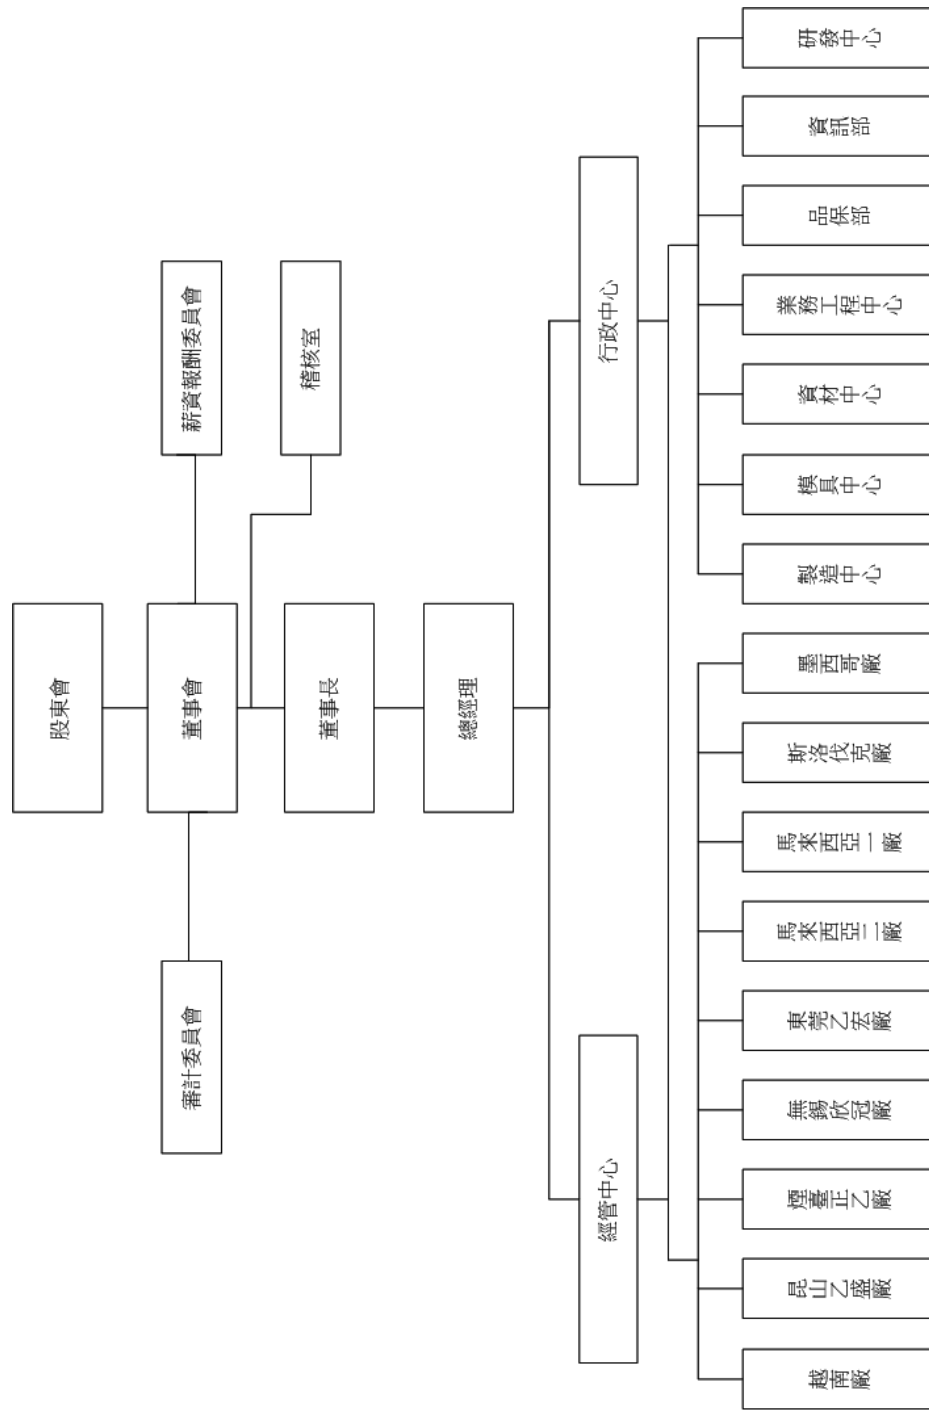 股東會
審計委員會
董事會
薪資報酬委員會
稽核室
董事長
總經理
經管中心
行政中心
越南廠
昆山乙盛廠
煙臺正乙廠
無錫欣冠廠
東莞乙宏廠
馬來西亞二廠
馬來西亞一廠
斯洛伐克廠
墨西哥廠
製造中心
模具中心
資材中心
業務工程中心
品保部
資訊部
研發中心